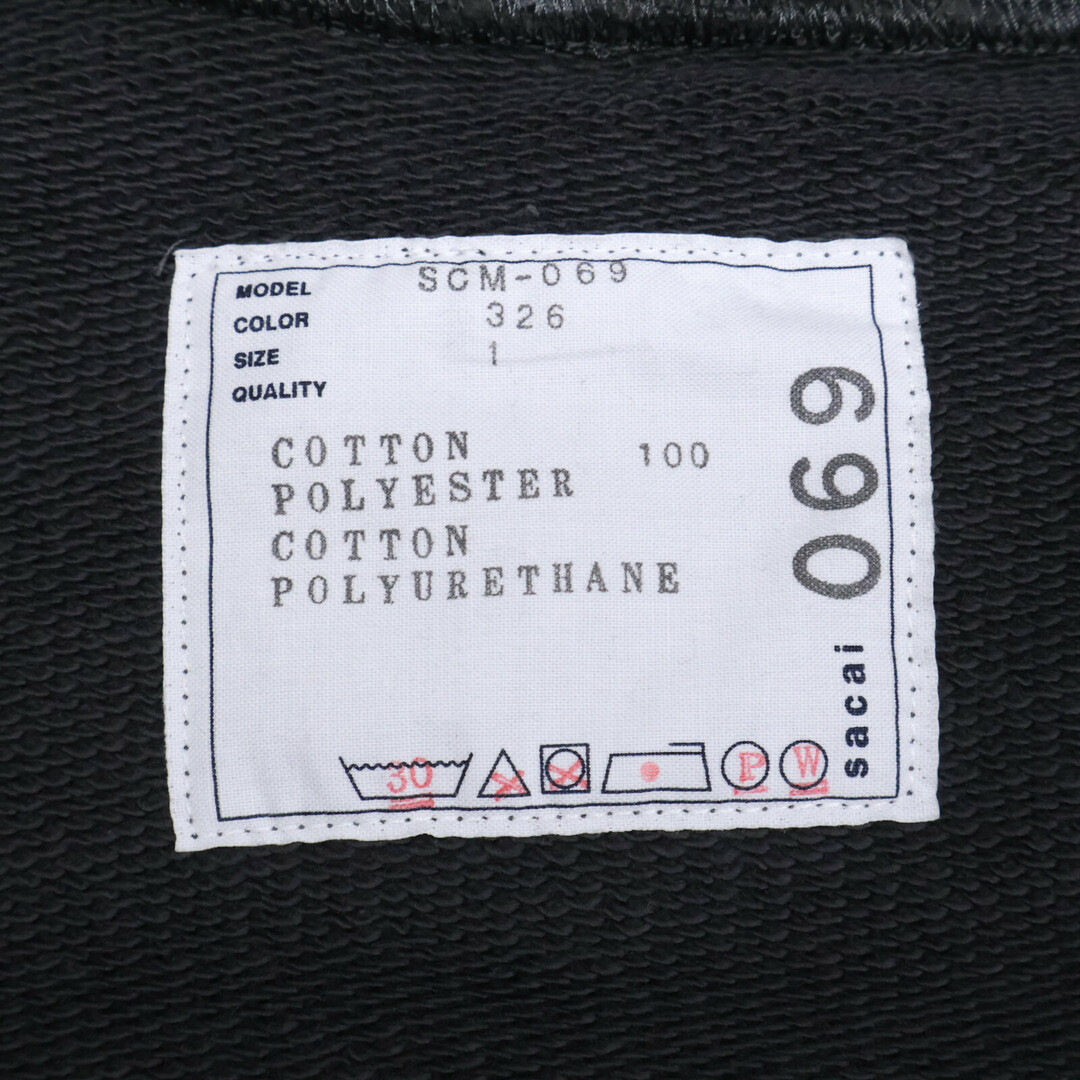 MODEL SCM-069
COLOR 326
SIZE 1
QUALITY
COTTON 100
POLYESTER
COTTON
POLYURETHANE
069
sacai
30 P W